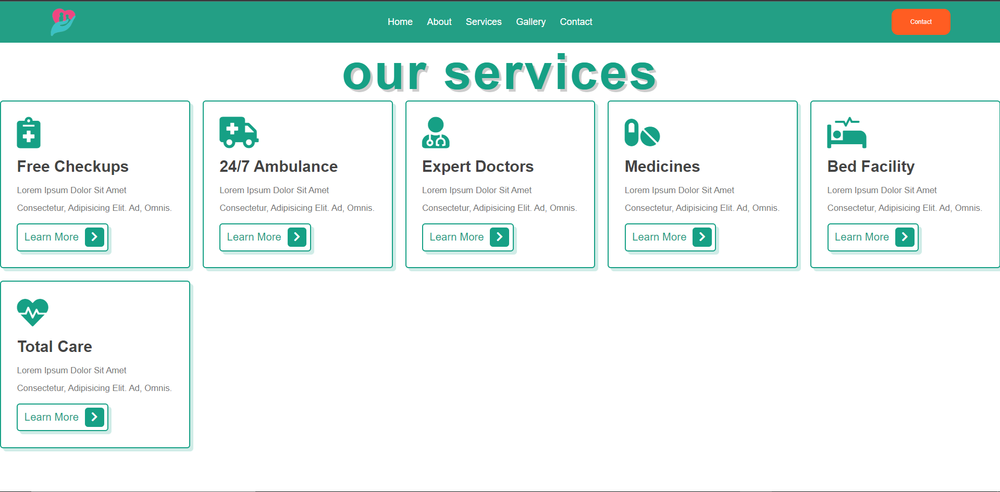 Home About Services Gallery Contact
Contact
our services
Free Checkups
Lorem Ipsum Dolor Sit Amet
Consectetur, Adipisicing Elit. Ad, Omnis.
Learn More
24/7 Ambulance
Lorem Ipsum Dolor Sit Amet
Consectetur, Adipisicing Elit. Ad, Omnis.
Learn More
Expert Doctors
Lorem Ipsum Dolor Sit Amet
Consectetur, Adipisicing Elit. Ad, Omnis.
Learn More
Medicines
Lorem Ipsum Dolor Sit Amet
Consectetur, Adipisicing Elit. Ad, Omnis.
Learn More
Bed Facility
Lorem Ipsum Dolor Sit Amet
Consectetur, Adipisicing Elit. Ad, Omnis.
Learn More
Total Care
Lorem Ipsum Dolor Sit Amet
Consectetur, Adipisicing Elit. Ad, Omnis.
Learn More